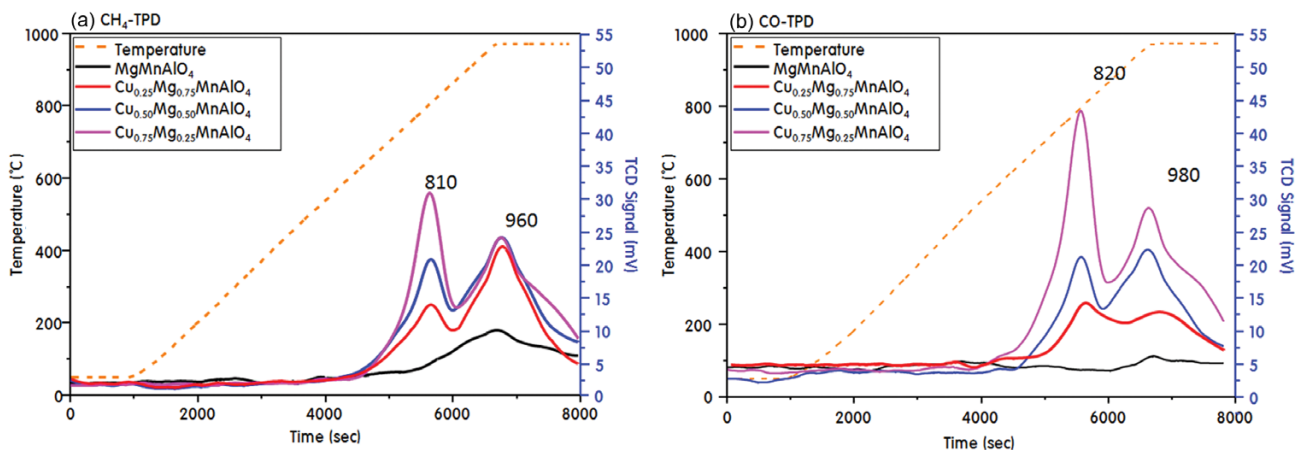 (a) CH₄-TPD
1000
800
600
400
200
0
Temperature (℃)
Temperature
MgMnAlO₄
Cu₀.₂₅Mg₀.₇₅MnAlO₄
Cu₀.₅₀Mg₀.₅₀MnAlO₄
Cu₀.₇₅Mg₀.₂₅MnAlO₄
810
960
55
50
45
40
35
30
25
20
15
10
5
0
TCD Signal (mV)
0 2000 4000 6000 8000
Time (sec)
(b) CO-TPD
1000
800
600
400
200
0
Temperature (℃)
Temperature
MgMnAlO₄
Cu₀.₂₅Mg₀.₇₅MnAlO₄
Cu₀.₅₀Mg₀.₅₀MnAlO₄
Cu₀.₇₅Mg₀.₂₅MnAlO₄
820
980
55
50
45
40
35
30
25
20
15
10
5
0
TCD Signal (mV)
0 2000 4000 6000 8000
Time (sec)